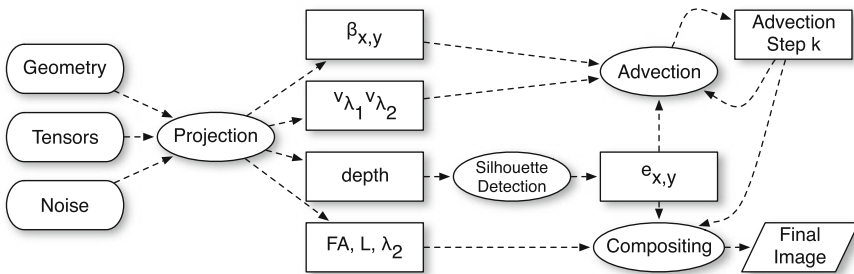 Geometry
Tensors
Noise
Projection
βx,y
vλ1 vλ2
depth
FA, L, λ2
Silhouette
Detection
Advection
ex,y
Compositing
Advection
Step k
Final
Image